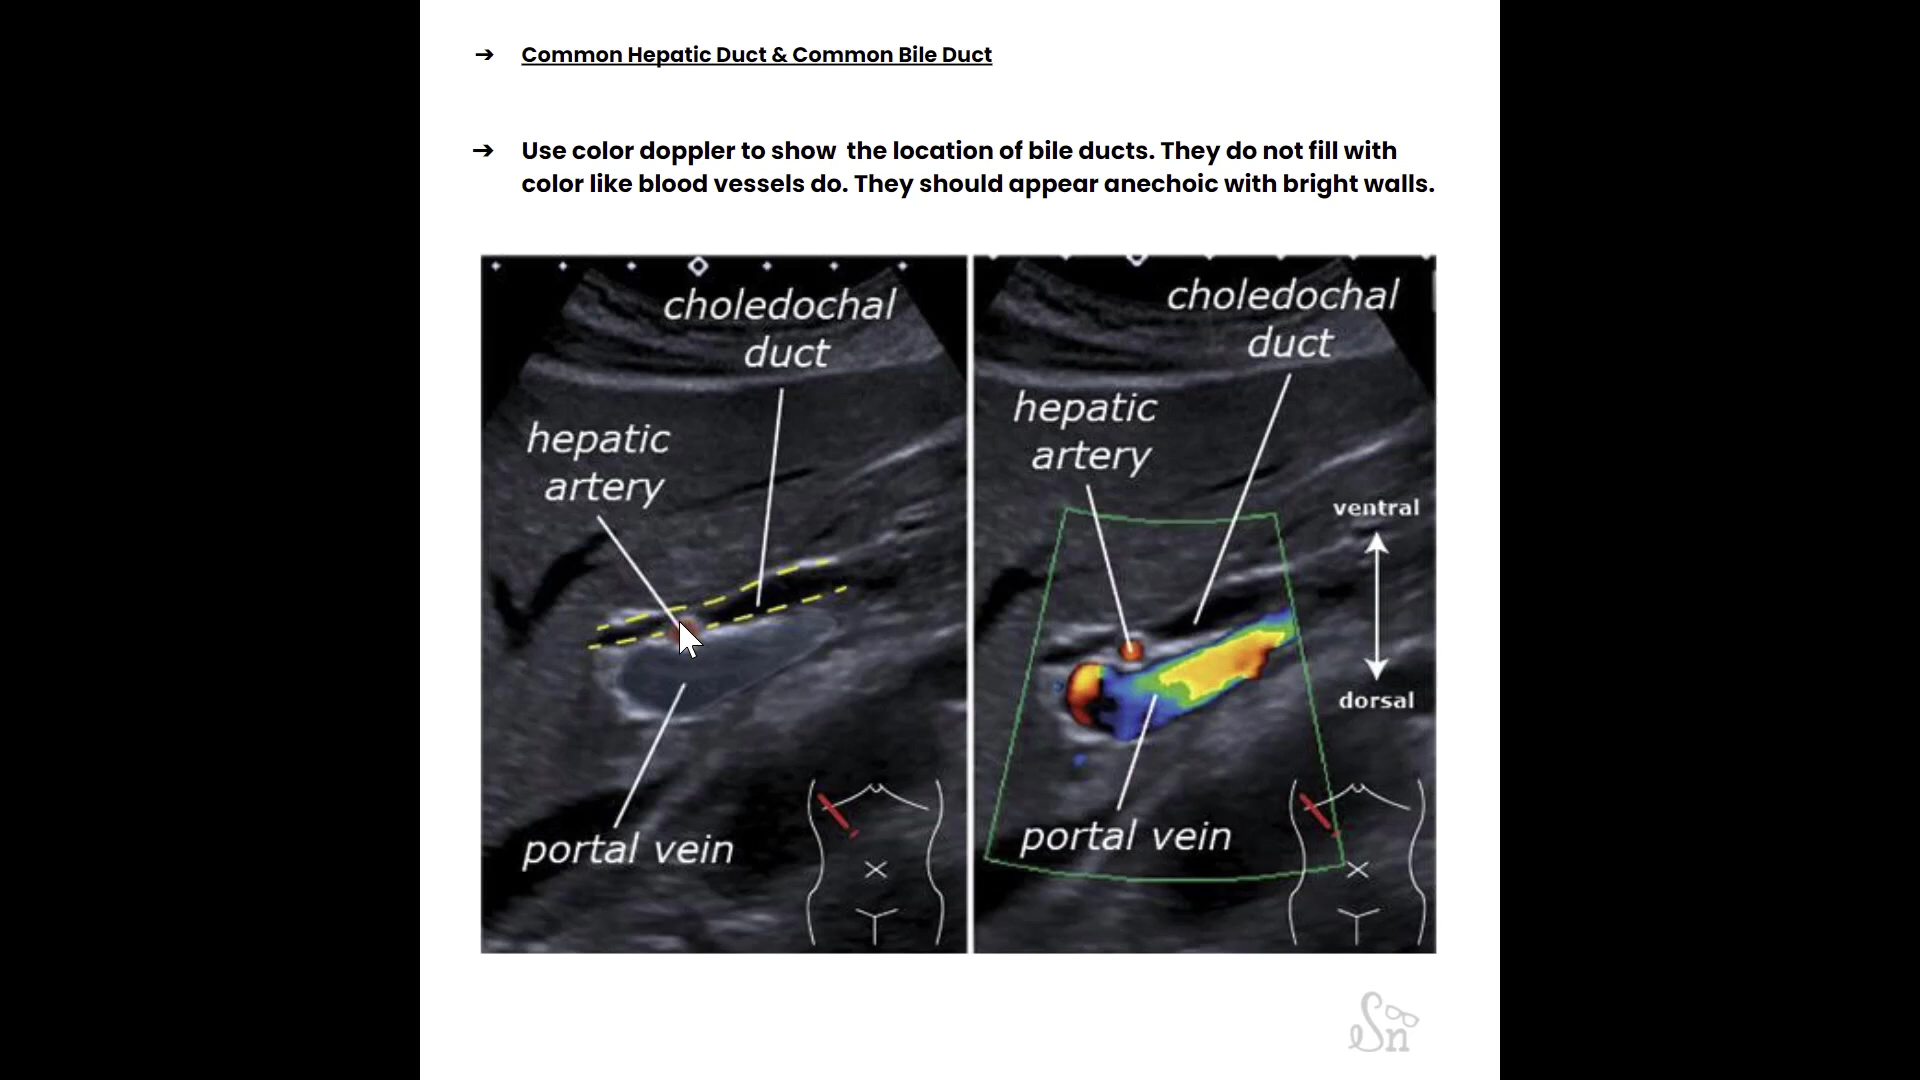 ➔ Common Hepatic Duct & Common Bile Duct
➔ Use color doppler to show the location of bile ducts. They do not fill with
color like blood vessels do. They should appear anechoic with bright walls.
choledochal
duct
hepatic
artery
portal vein
choledochal
duct
hepatic
artery
ventral
dorsal
portal vein
Sn